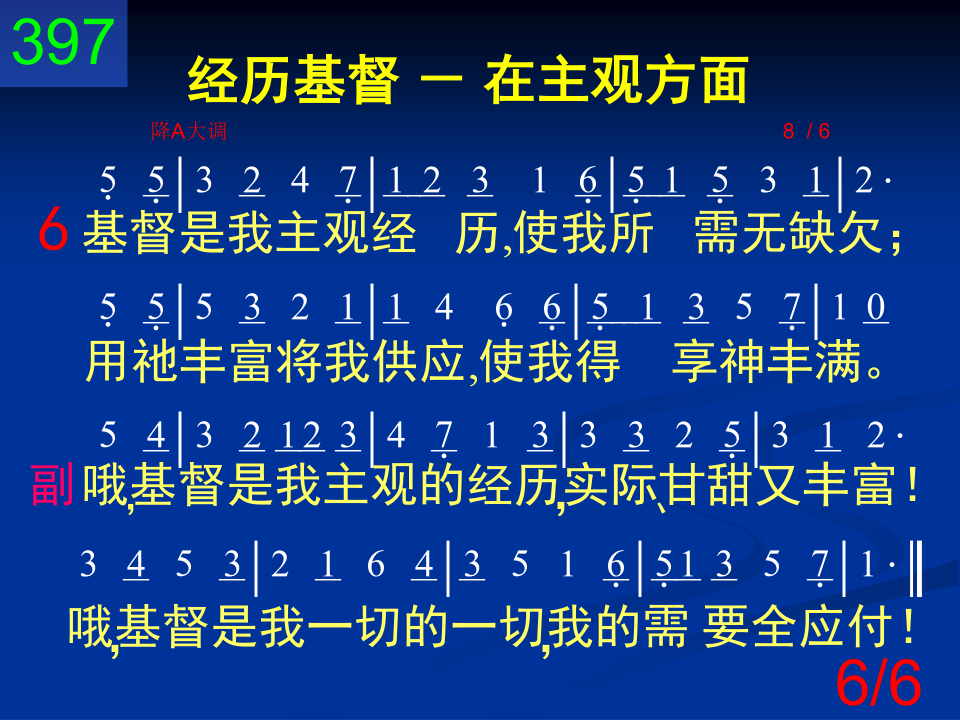 397
经历基督 － 在主观方面
降A大调 8 / 6
5 5 | 3 2 4 7 | 1 2 3 1 6 | 5 1 5 3 1 | 2 ·
6 基督是我主观经 历,使我所 需无缺欠；
5 5 | 5 3 2 1 | 1 4 6 6 | 5 1 3 5 7 | 1 0
用祂丰富将我供应,使我得 享神丰满。
5 4 | 3 2 1 2 3 | 4 7 1 3 | 3 3 2 5 | 3 1 2 ·
副 哦,基督是我主观的经历,实际、甘甜又丰富！
3 4 5 3 | 2 1 6 4 | 3 5 1 6 | 5 1 3 5 7 | 1 · ‖
哦,基督是我一切的一切,我的需 要全应付！
6/6